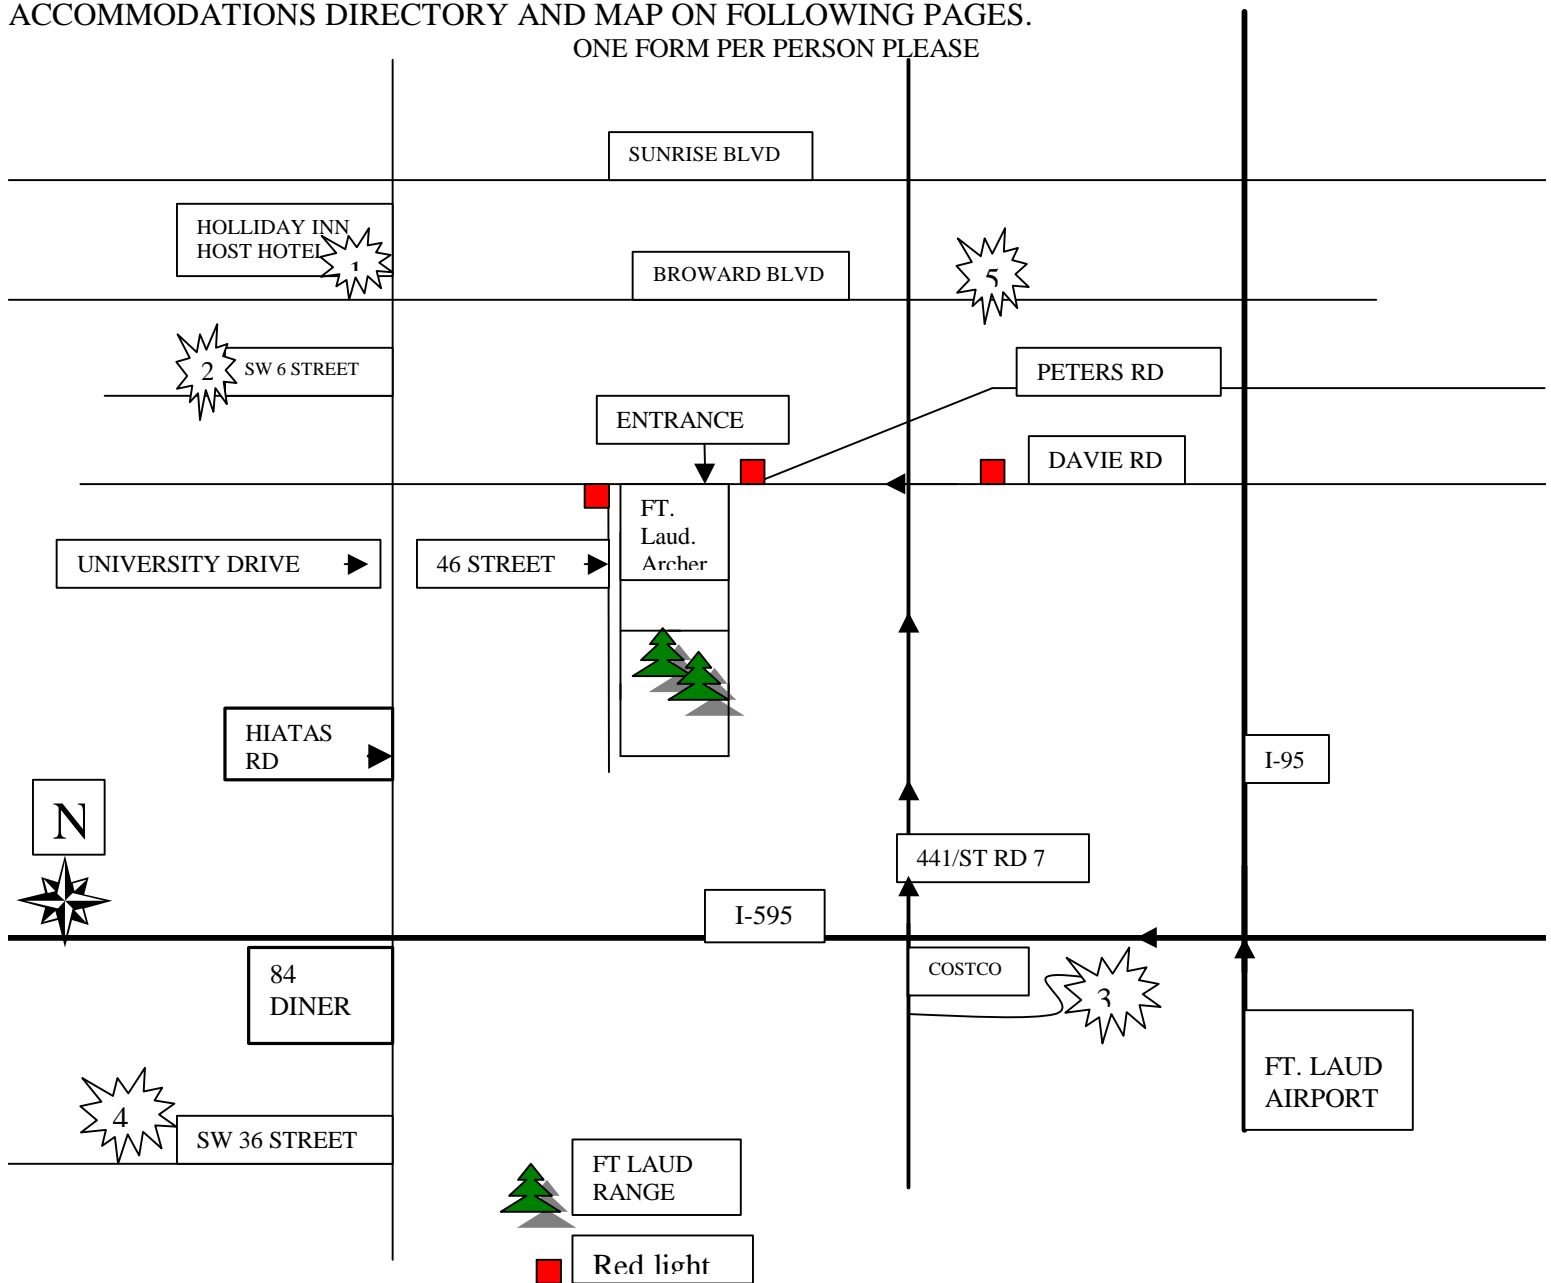 ACCOMMODATIONS DIRECTORY AND MAP ON FOLLOWING PAGES.
ONE FORM PER PERSON PLEASE
SUNRISE BLVD
HOLLIDAY INN
HOST HOTEL
1
BROWARD BLVD
5
2
SW 6 STREET
PETERS RD
ENTRANCE
DAVIE RD
FT.
Laud.
Archer
UNIVERSITY DRIVE
46 STREET
HIATAS
RD
I-95
N
441/ST RD 7
I-595
84
DINER
COSTCO
3
FT. LAUD
AIRPORT
4
SW 36 STREET
FT LAUD
RANGE
Red light